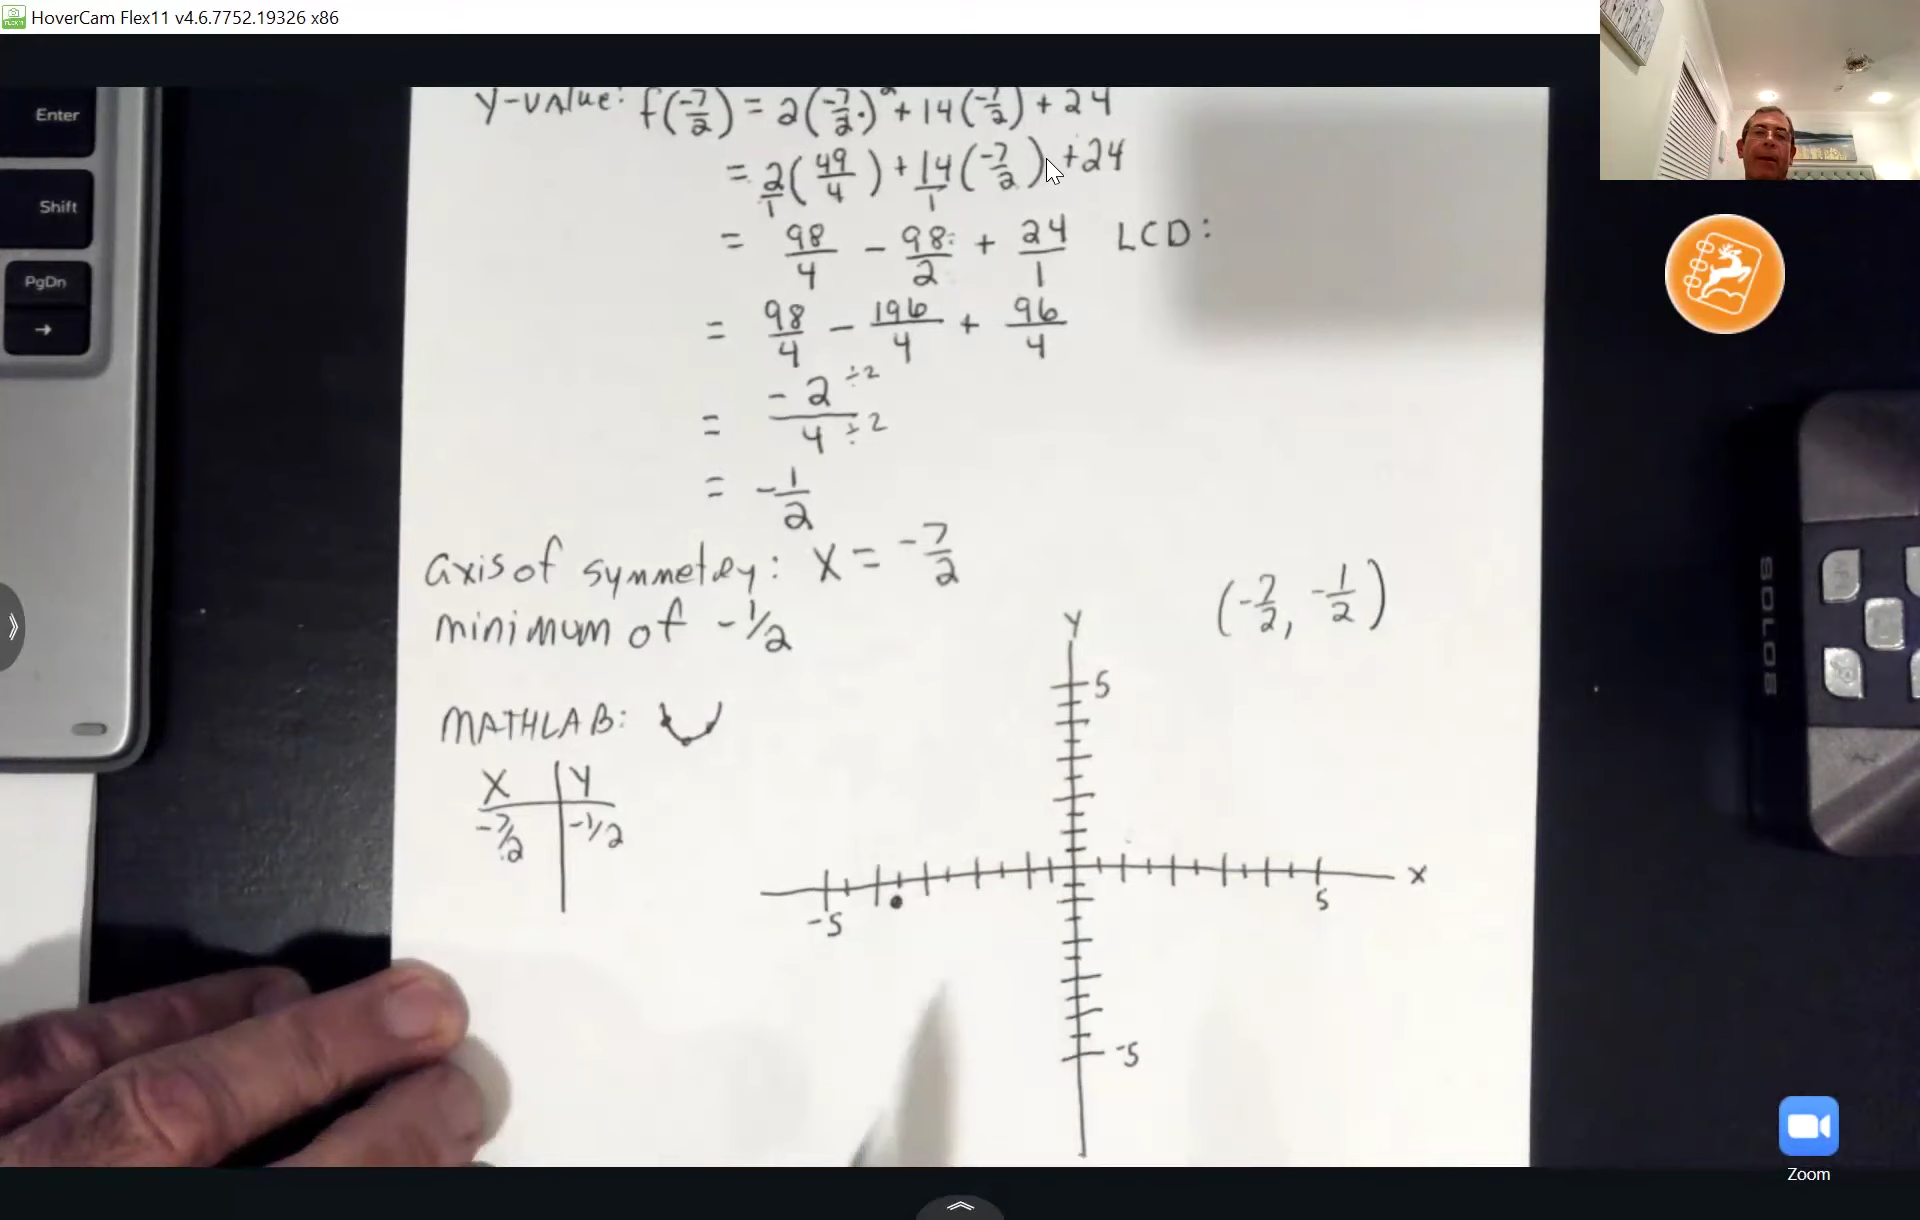 HoverCam Flex11 v4.6.7752.19326 x86
Enter
Shift
PgDn
→
y-value: f(-7/2) = 2(-7/2)² + 14(-7/2) + 24
= 2/1(49/4) + 14/1(-7/2) + 24
= 98/4 - 98/2 + 24/1 LCD:
= 98/4 - 196/4 + 96/4
= -2 ÷2 / 4 ÷2
= -1/2
axis of symmetry: x = -7/2
minimum of -1/2
(-7/2, -1/2)
MATHLAB:
X | Y
-7/2 | -1/2
Y
5
-5
5
X
-5
SOLOS
Zoom